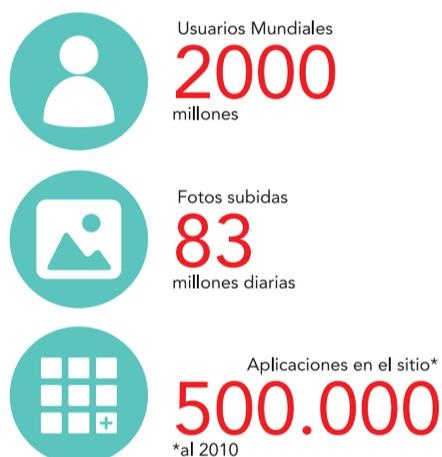 Usuarios Mundiales
2000
millones
Fotos subidas
83
millones diarias
Aplicaciones en el sitio*
500.000
*al 2010